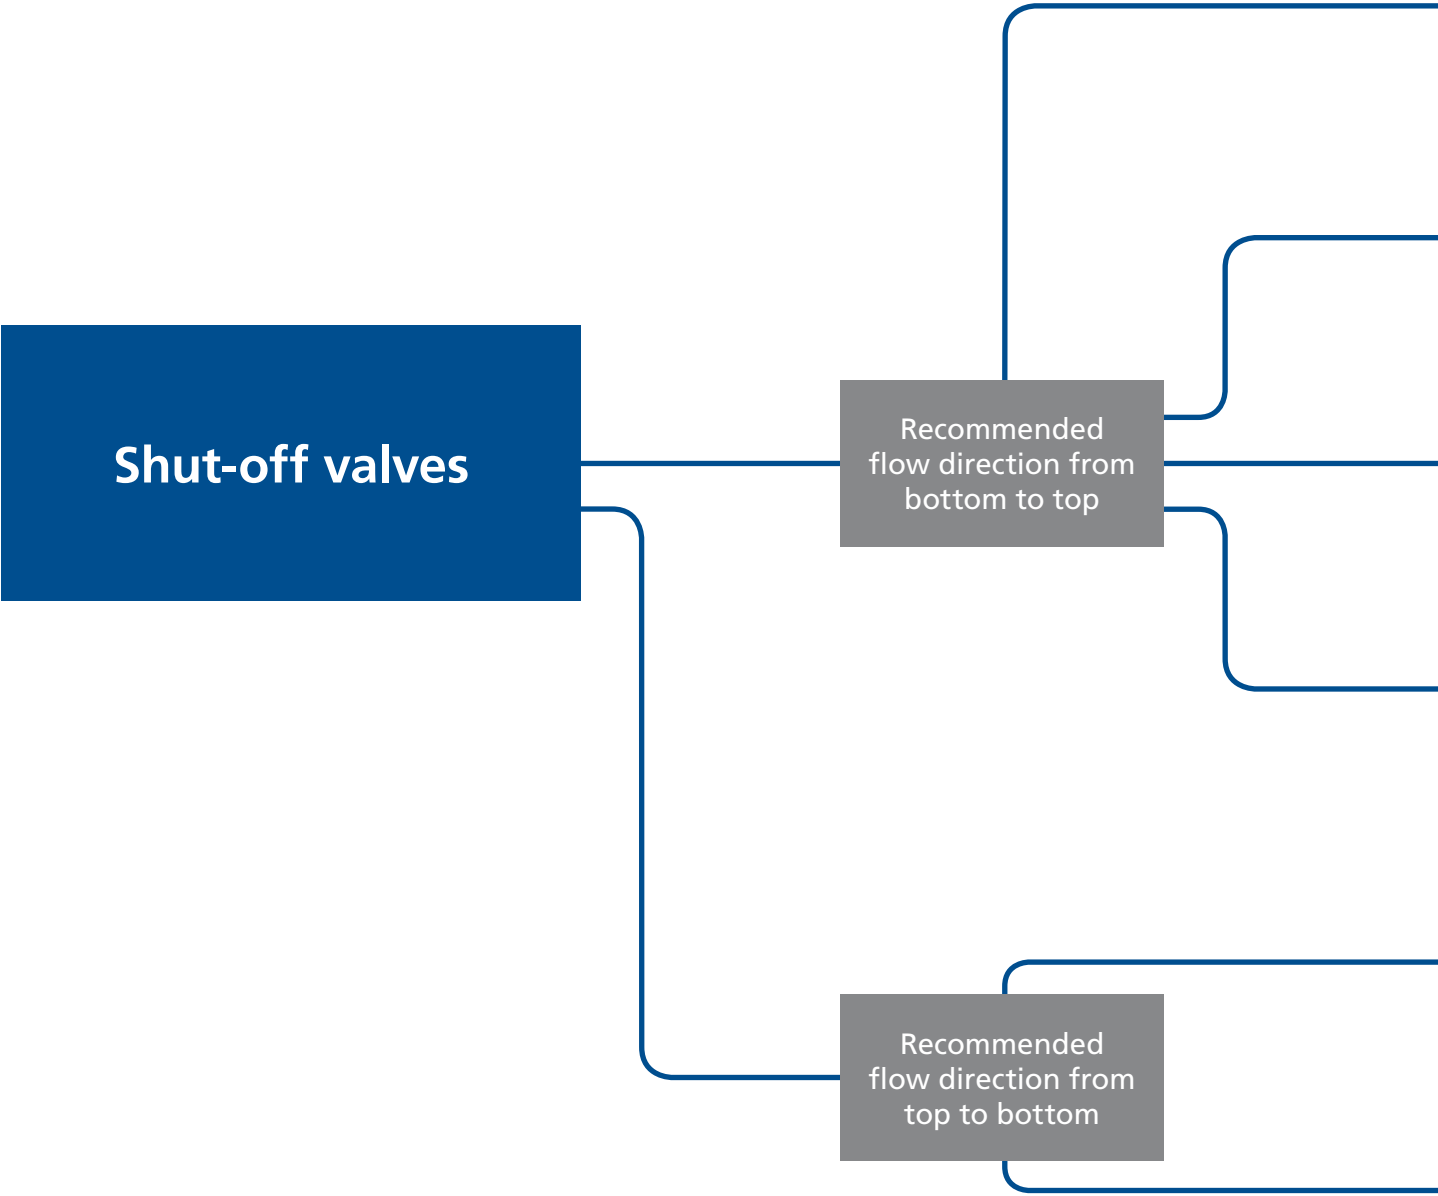 Shut-off valves
Recommended
flow direction from
bottom to top
Recommended
flow direction from
top to bottom